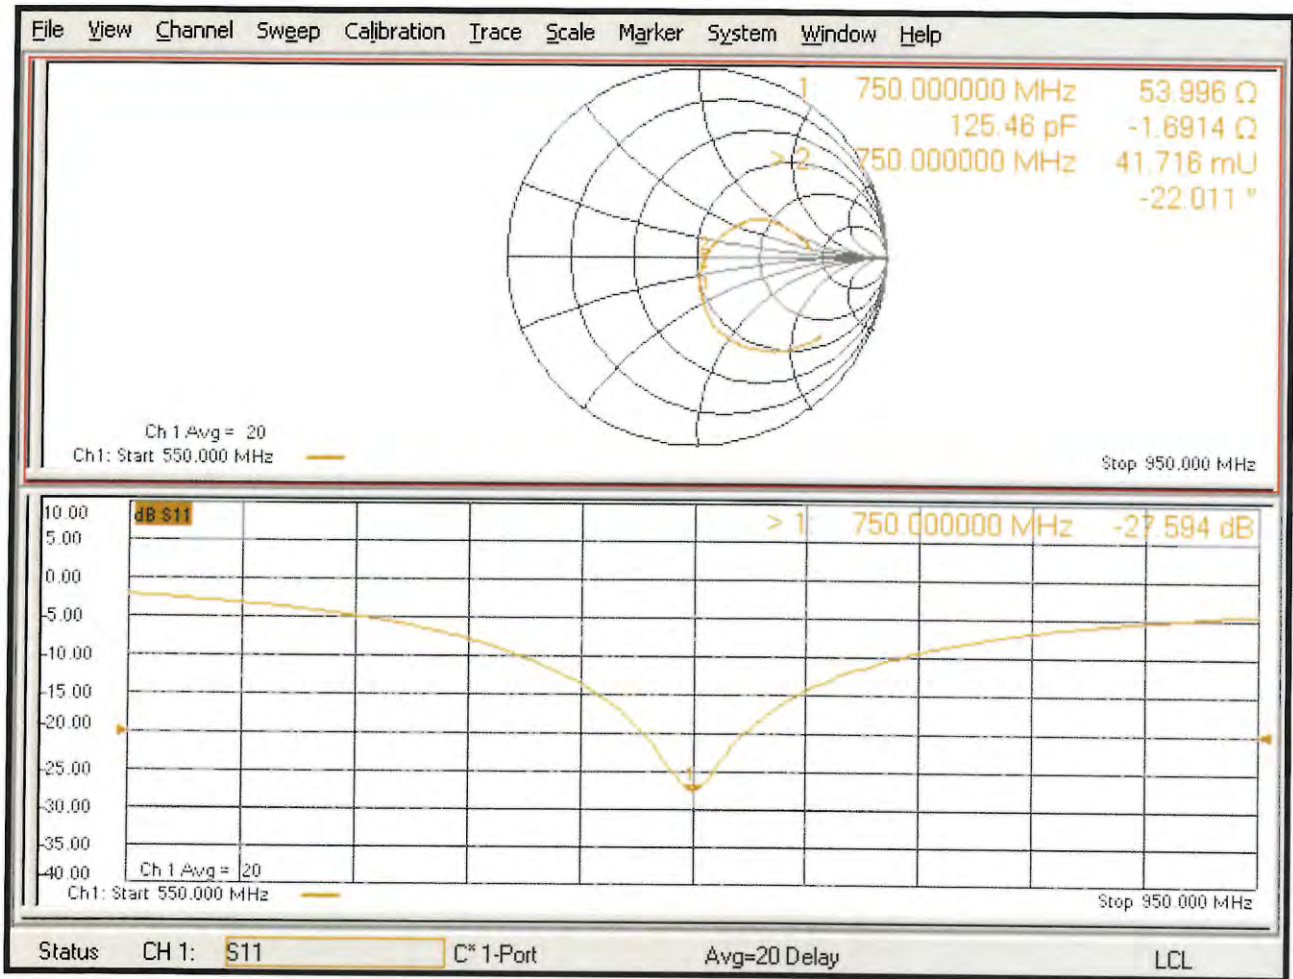 File View Channel Sweep Calibration Trace Scale Marker System Window Help
1 750.000000 MHz 53.996 Ω
125.46 pF -1.6914 Ω
> 2 750.000000 MHz 41.716 mU
-22.011 °
Ch 1 Avg = 20
Ch1: Start 550.000 MHz
Stop 950.000 MHz
10.00
dB S11
> 1 750.000000 MHz -27.594 dB
5.00
0.00
-5.00
-10.00
-15.00
-20.00
-25.00
1
-30.00
-35.00
-40.00
Ch 1 Avg = 20
Ch1: Start 550.000 MHz
Stop 950.000 MHz
Status CH 1: S11 C* 1-Port Avg=20 Delay LCL